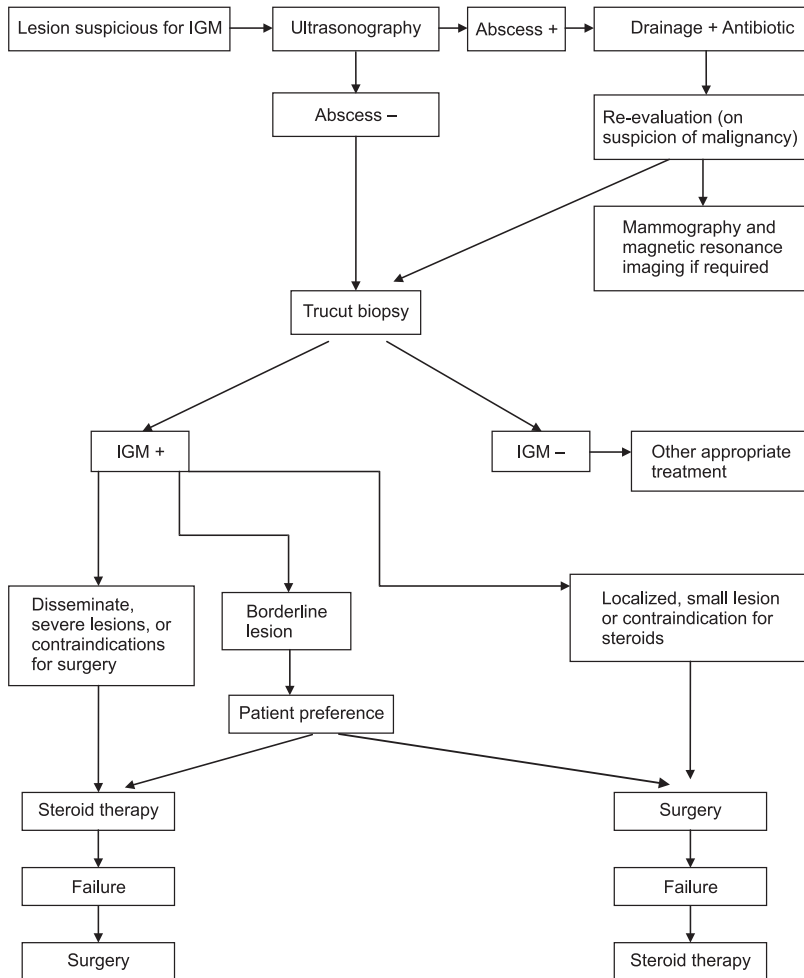 Lesion suspicious for IGM
Ultrasonography
Abscess +
Drainage + Antibiotic
Abscess –
Re-evaluation (on
suspicion of malignancy)
Mammography and
magnetic resonance
imaging if required
Trucut biopsy
IGM +
IGM –
Other appropriate
treatment
Disseminate,
severe lesions, or
contraindications
for surgery
Borderline
lesion
Localized, small lesion
or contraindication for
steroids
Patient preference
Steroid therapy
Surgery
Failure
Failure
Surgery
Steroid therapy